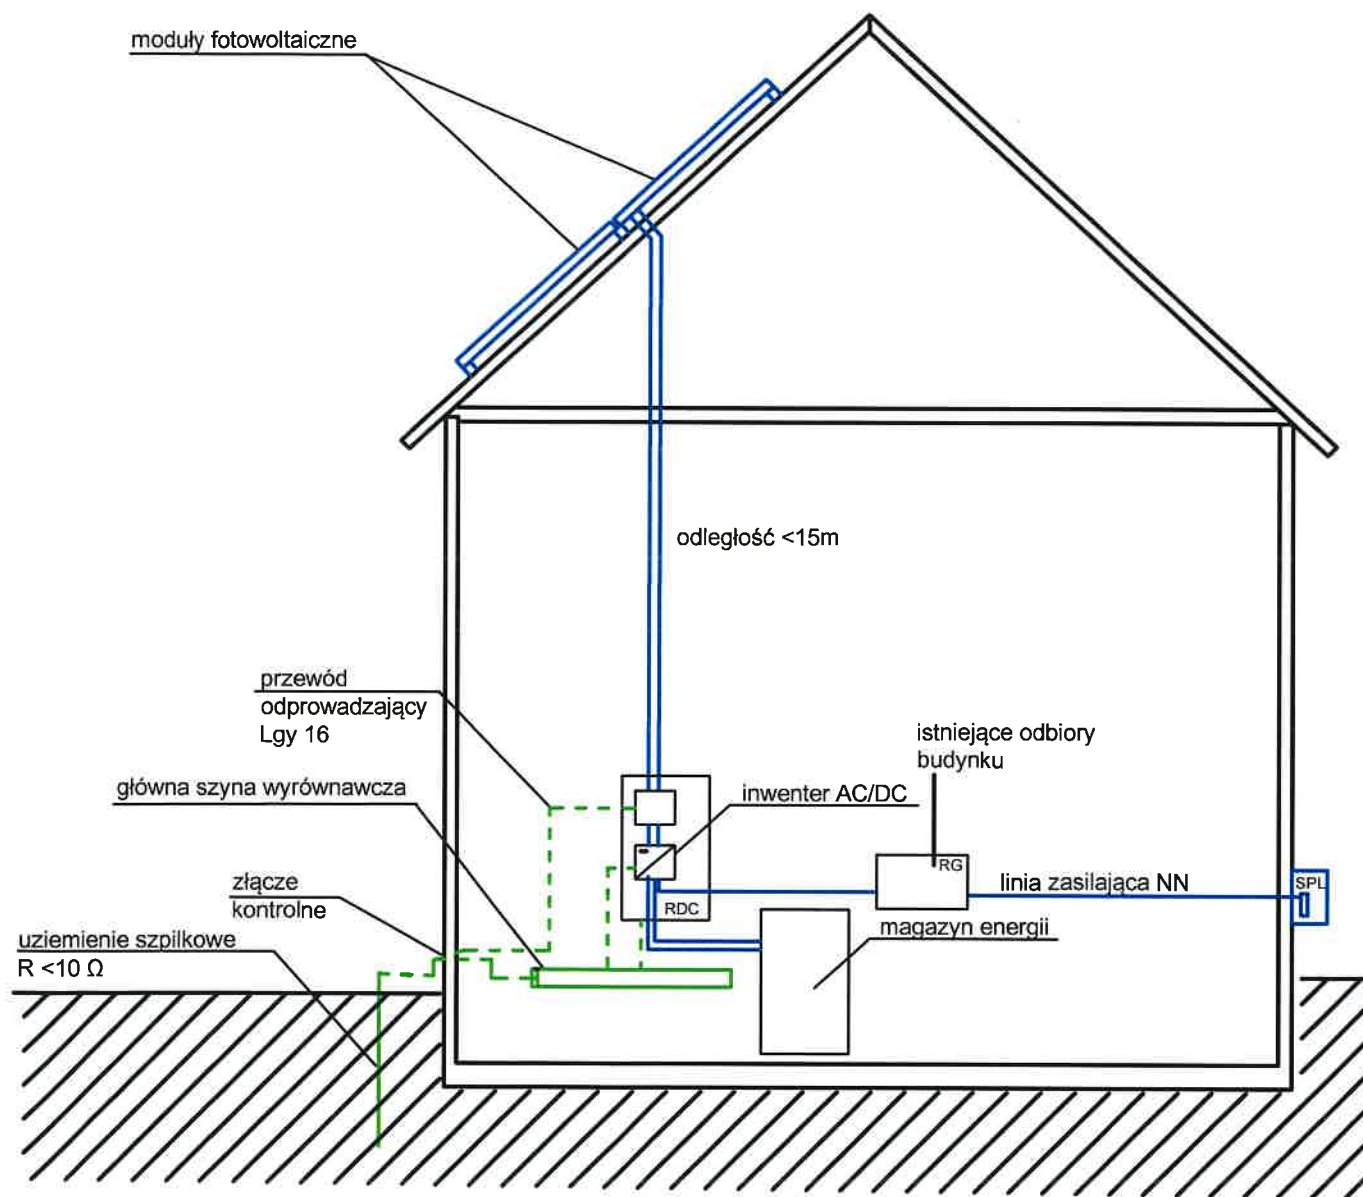 moduły fotowoltaiczne
odległość <15m
przewód
odprowadzający
Lgy 16
istniejące odbiory
budynku
główna szyna wyrównawcza
inwenter AC/DC
RG
złącze
kontrolne
linia zasilająca NN
SPL
RDC
magazyn energii
uziemienie szpilkowe
R <10 Ω